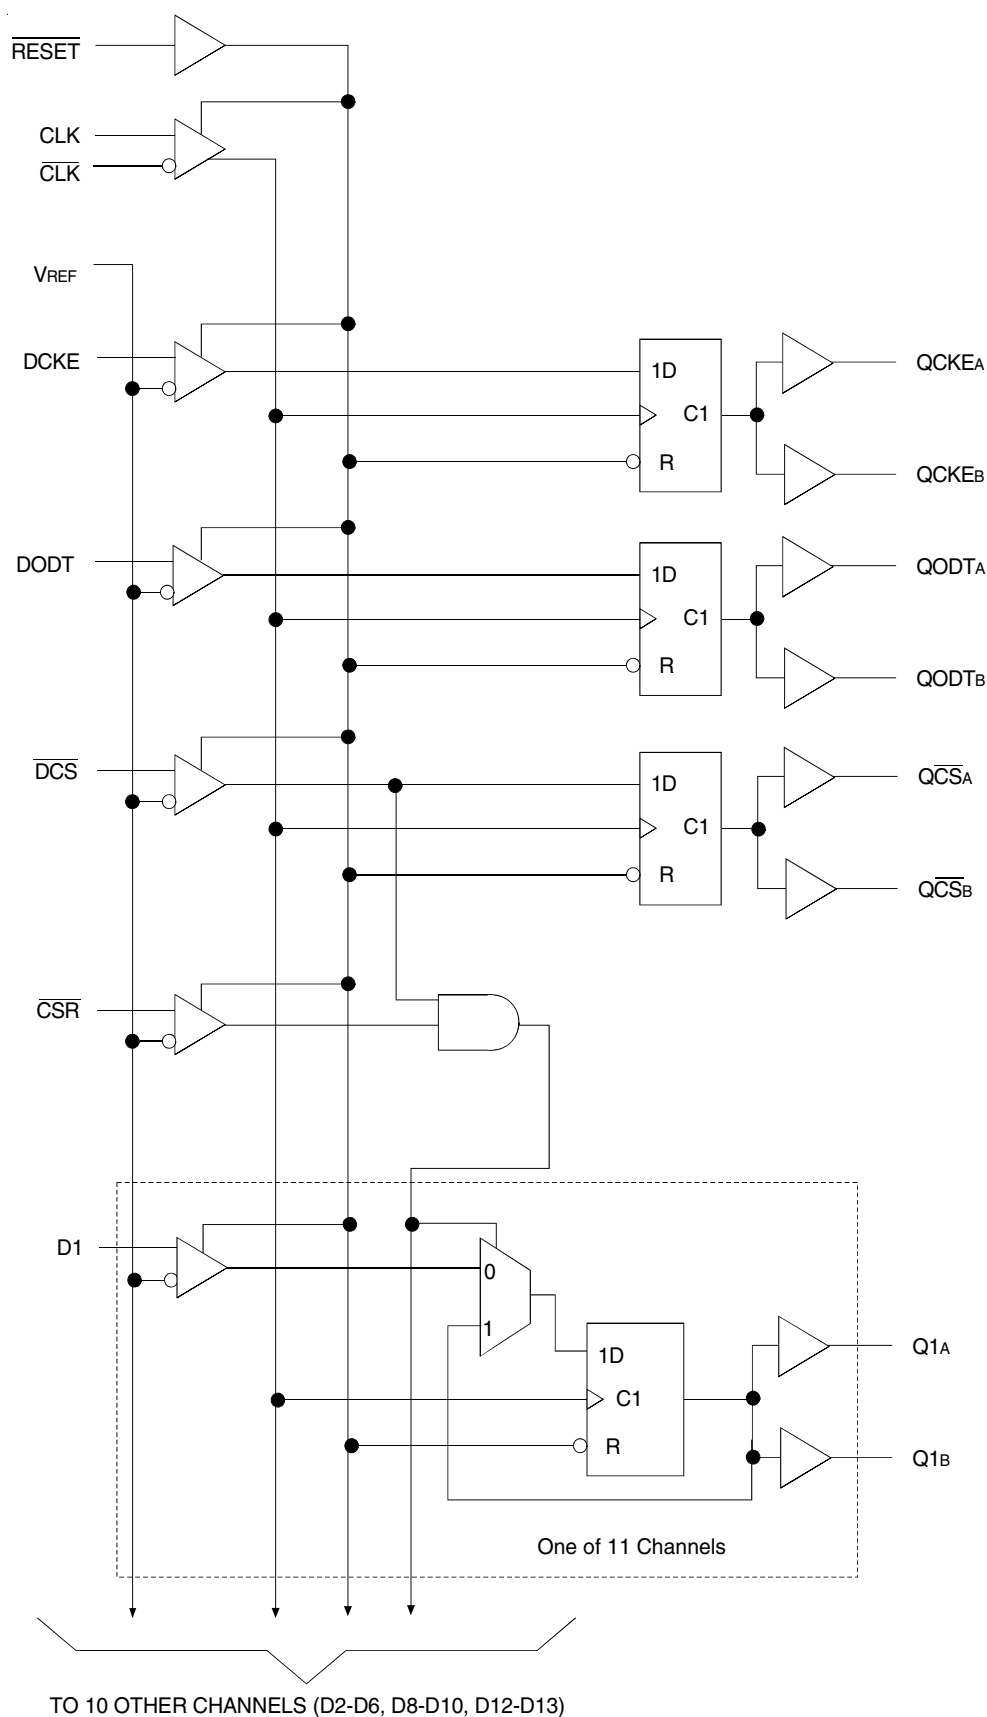 RESET
CLK
CLK
VREF
DCKE
1D
C1
R
QCKEA
QCKEB
DODT
1D
C1
R
QODTA
QODTB
DCS
1D
C1
R
QCSA
QCSB
CSR
D1
0
1
1D
C1
R
Q1A
Q1B
One of 11 Channels
TO 10 OTHER CHANNELS (D2-D6, D8-D10, D12-D13)